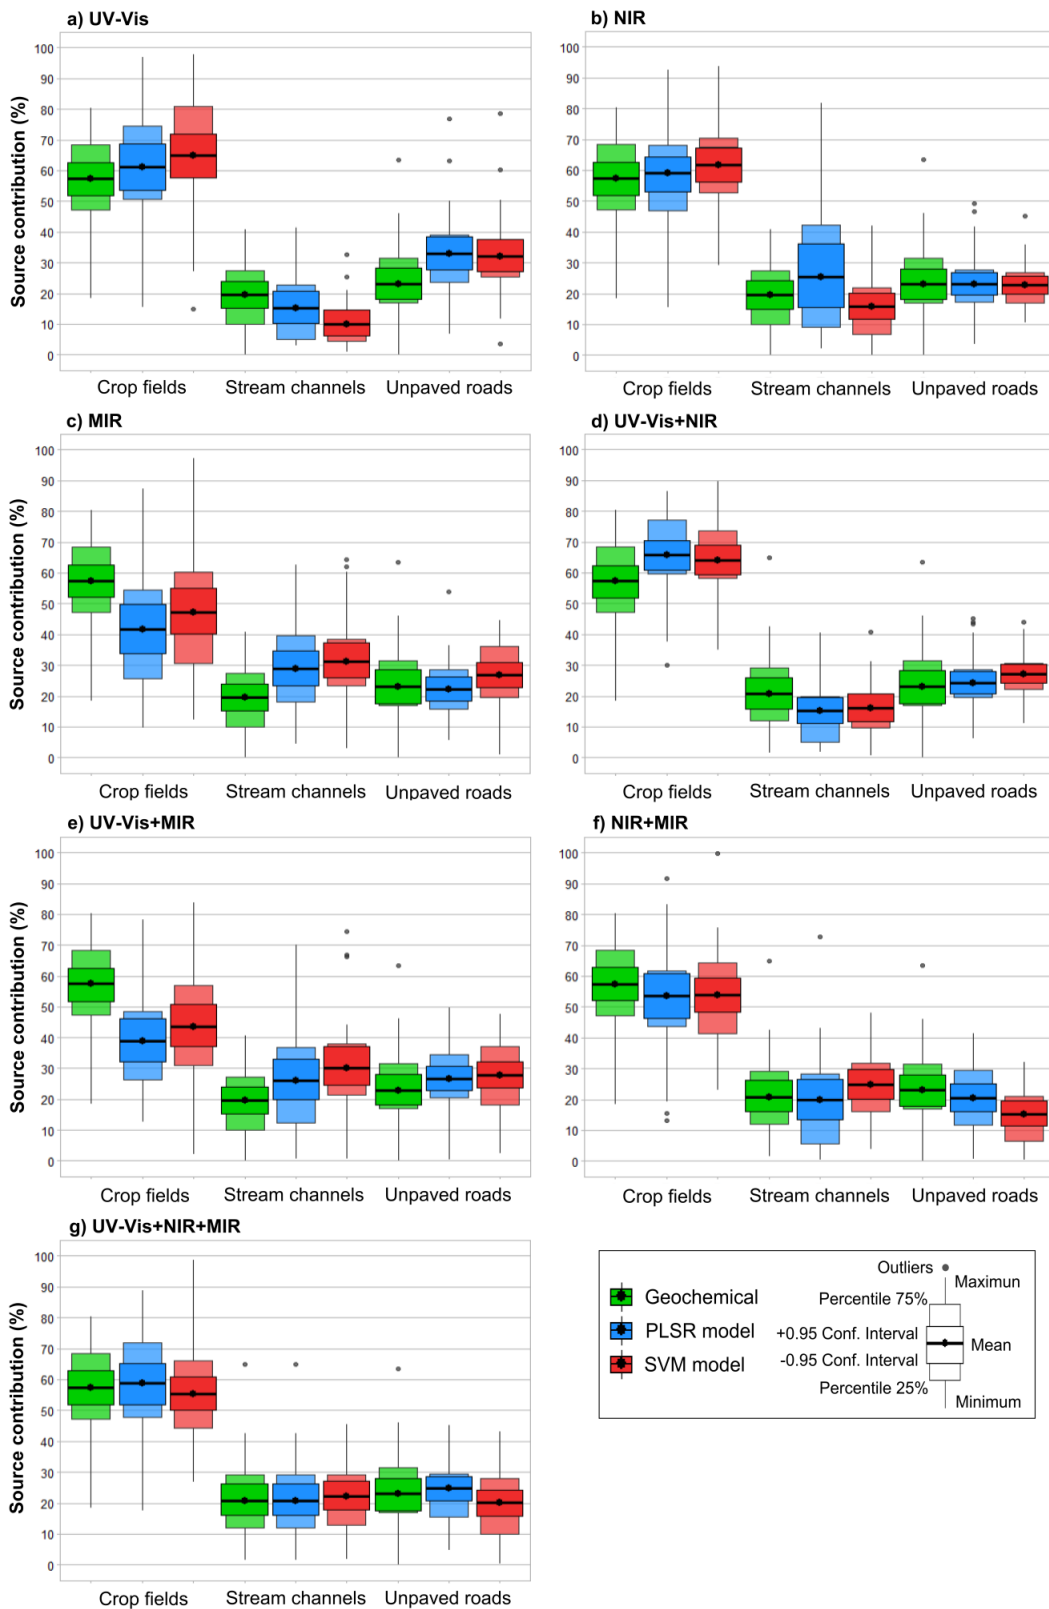 a) UV-Vis
Source contribution (%)
100
90
80
70
60
50
40
30
20
10
0
Crop fields Stream channels Unpaved roads
b) NIR
100
90
80
70
60
50
40
30
20
10
0
Crop fields Stream channels Unpaved roads
c) MIR
Source contribution (%)
100
90
80
70
60
50
40
30
20
10
0
Crop fields Stream channels Unpaved roads
d) UV-Vis+NIR
100
90
80
70
60
50
40
30
20
10
0
Crop fields Stream channels Unpaved roads
e) UV-Vis+MIR
Source contribution (%)
100
90
80
70
60
50
40
30
20
10
0
Crop fields Stream channels Unpaved roads
f) NIR+MIR
100
90
80
70
60
50
40
30
20
10
0
Crop fields Stream channels Unpaved roads
g) UV-Vis+NIR+MIR
Source contribution (%)
100
90
80
70
60
50
40
30
20
10
0
Crop fields Stream channels Unpaved roads
Geochemical
PLSR model
SVM model
Outliers
Maximun
Percentile 75%
+0.95 Conf. Interval
Mean
-0.95 Conf. Interval
Percentile 25%
Minimum